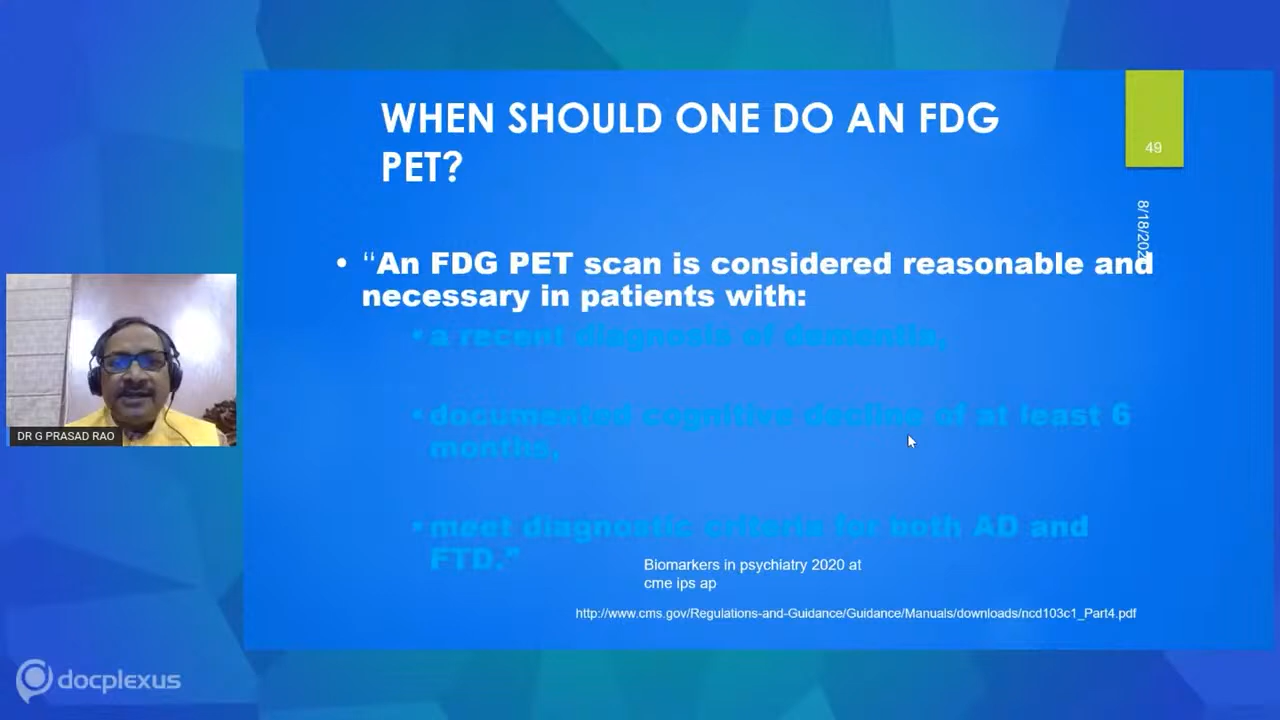 WHEN SHOULD ONE DO AN FDG
PET?
49
8/18/202
• “An FDG PET scan is considered reasonable and
necessary in patients with:
• a recent diagnosis of dementia,
• documented cognitive decline of at least 6
months,
• meet diagnostic criteria for both AD and
FTD."
Biomarkers in psychiatry 2020 at
cme ips ap
http://www.cms.gov/Regulations-and-Guidance/Guidance/Manuals/downloads/ncd103c1_Part4.pdf
DR G PRASAD RAO
docplexus